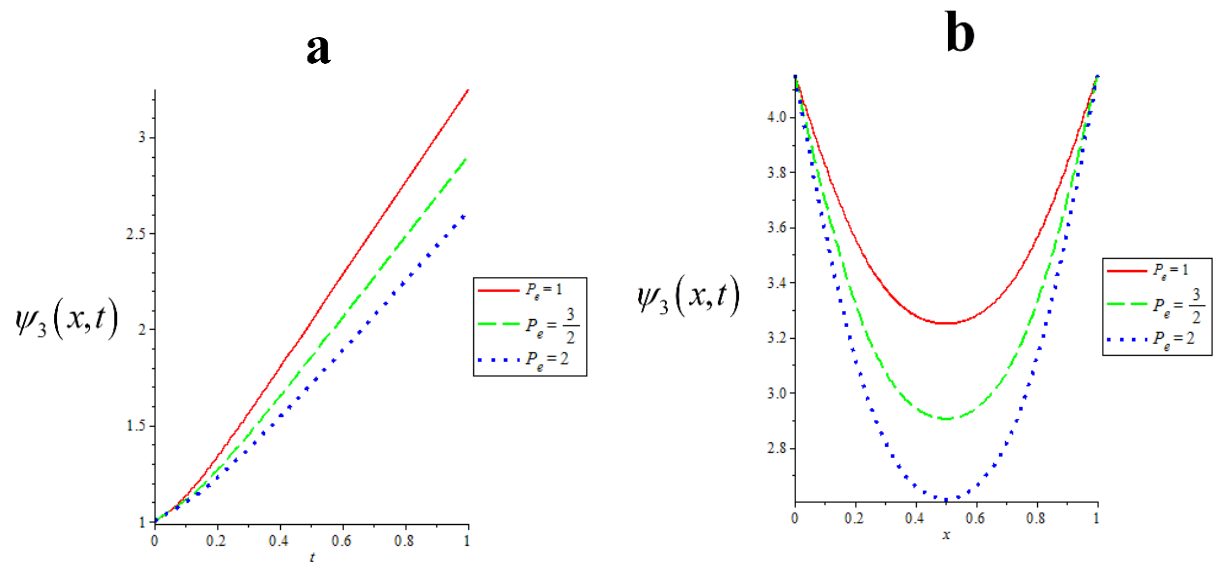 a
3
2.5
2
1.5
1
0 0.2 0.4 0.6 0.8 1
t
ψ₃(x,t)
Pₑ = 1
Pₑ = 3/2
Pₑ = 2
b
4.0
3.8
3.6
3.4
3.2
3.0
2.8
0 0.2 0.4 0.6 0.8 1
x
ψ₃(x,t)
Pₑ = 1
Pₑ = 3/2
Pₑ = 2